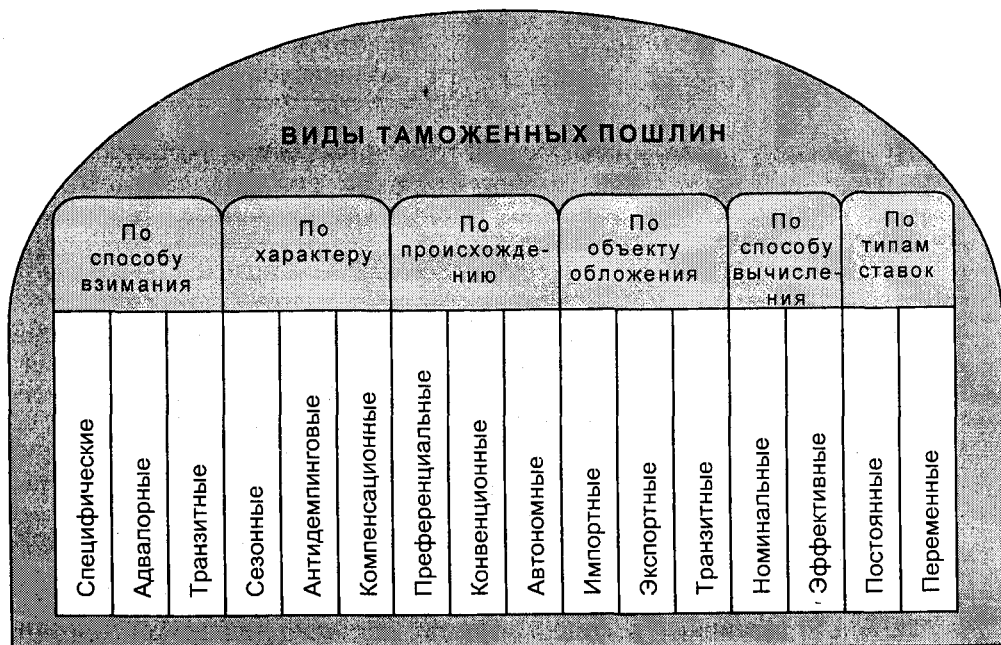 ВИДЫ ТАМОЖЕННЫХ ПОШЛИН
По
способу
взимания
По
характеру
По
происхожде-
нию
По
объекту
обложения
По
способу
вычисле-
ния
По
типам
ставок
Специфические
Адвалорные
Транзитные
Сезонные
Антидемпинговые
Компенсационные
Преференциальные
Конвенционные
Автономные
Импортные
Экспортные
Транзитные
Номинальные
Эффективные
Постоянные
Переменные